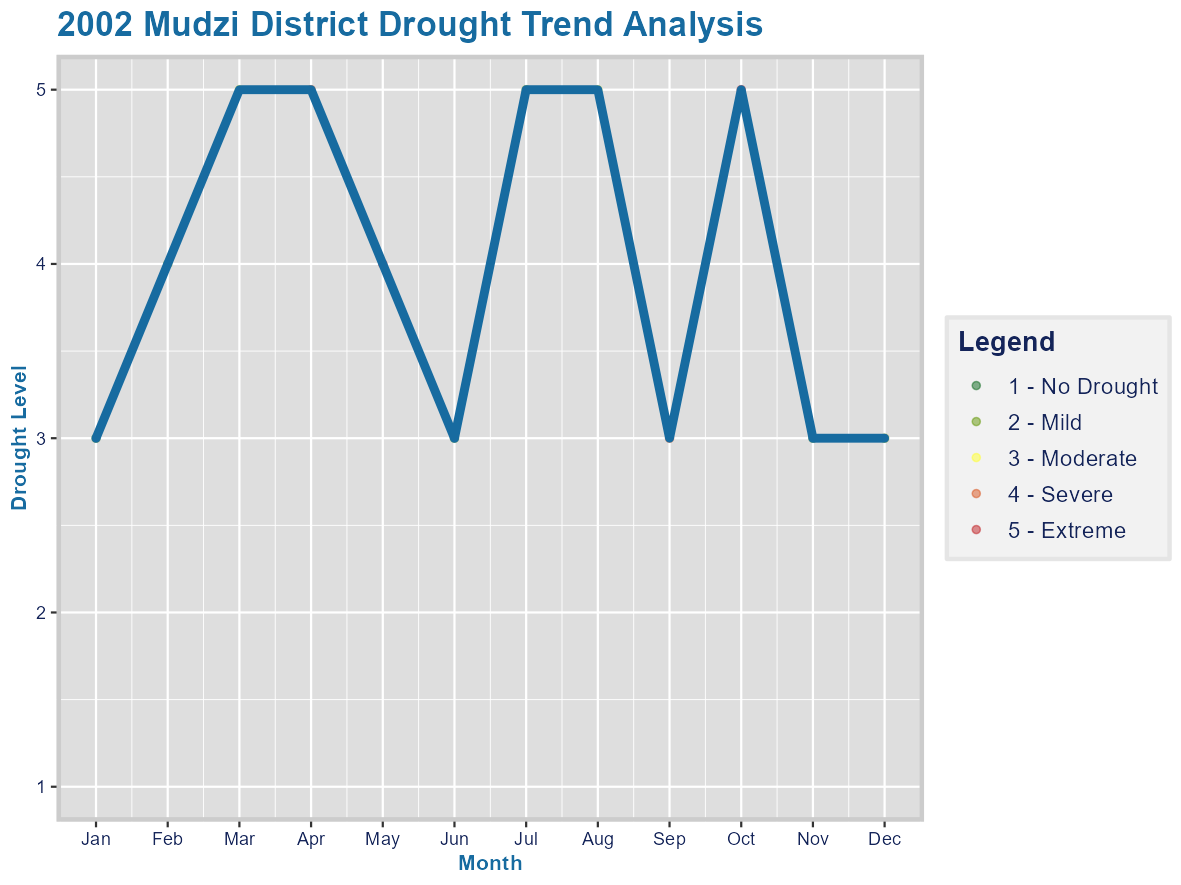 2002 Mudzi District Drought Trend Analysis
Drought Level
5
4
3
2
1
Jan Feb Mar Apr May Jun Jul Aug Sep Oct Nov Dec
Month
Legend
1 - No Drought
2 - Mild
3 - Moderate
4 - Severe
5 - Extreme